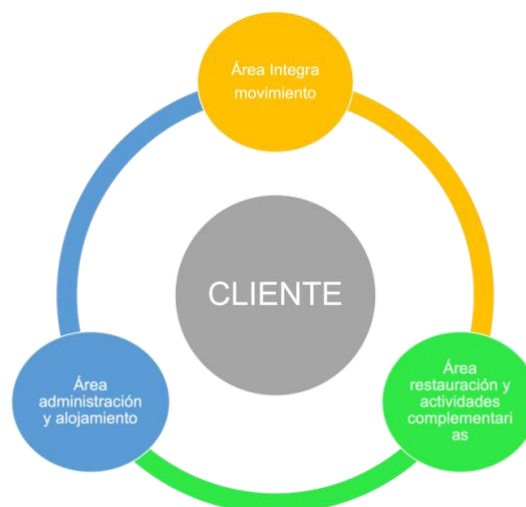 Área Integra
movimiento
CLIENTE
Área
administración
y alojamiento
Área
restauración y
actividades
complementari
as